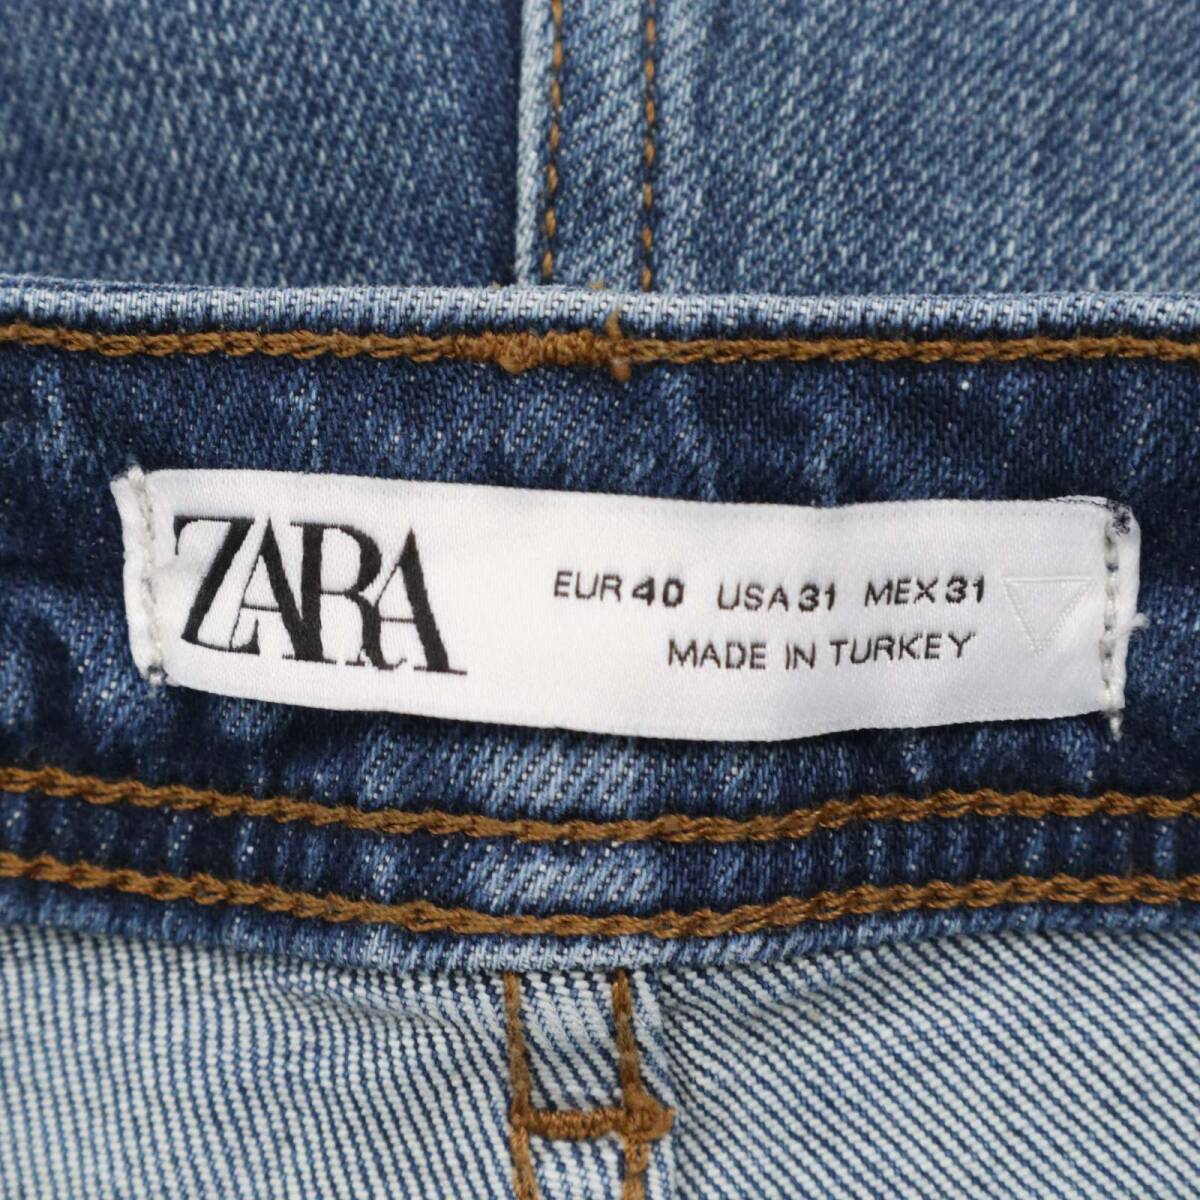 ZARA
EUR 40 USA 31 MEX 31
MADE IN TURKEY